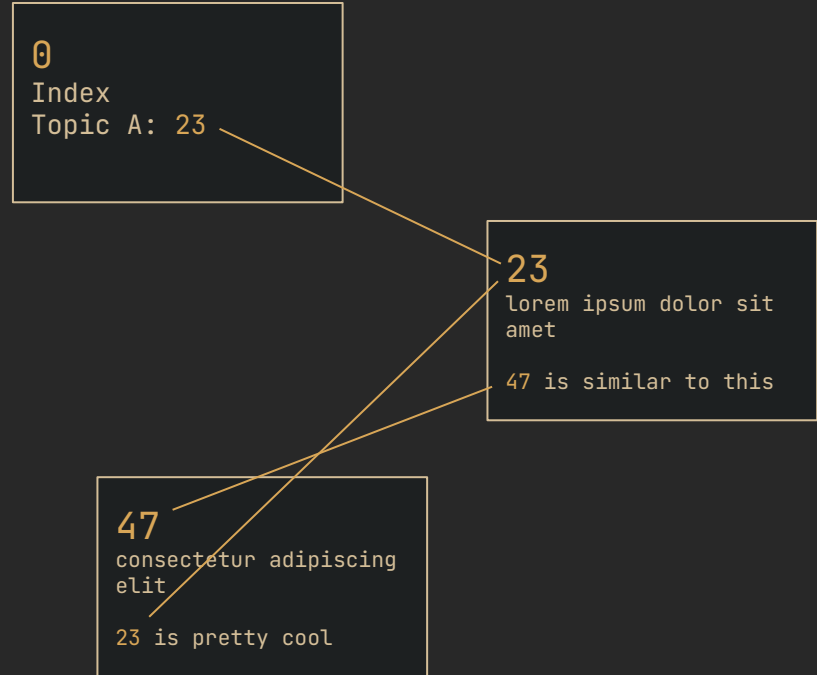 0
Index
Topic A: 23
23
lorem ipsum dolor sit
amet
47 is similar to this
47
consectetur adipiscing
elit
23 is pretty cool